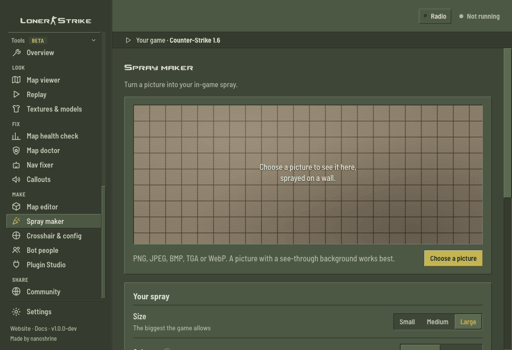 LONER STRIKE
Tools BETA
Overview
LOOK
Map viewer
Replay
Textures & models
FIX
Map health check
Map doctor
Nav fixer
Callouts
MAKE
Map editor
Spray maker
Crosshair & config
Bot people
Plugin Studio
SHARE
Community
Settings
Website · Docs · v1.0.0-dev
Made by nanoshrine
Radio
Not running
Your game · Counter-Strike 1.6
Spray maker
Turn a picture into your in-game spray.
Choose a picture to see it here,
sprayed on a wall.
PNG, JPEG, BMP, TGA or WebP. A picture with a see-through background works best.
Choose a picture
Your spray
Size
The biggest the game allows
Small
Medium
Large